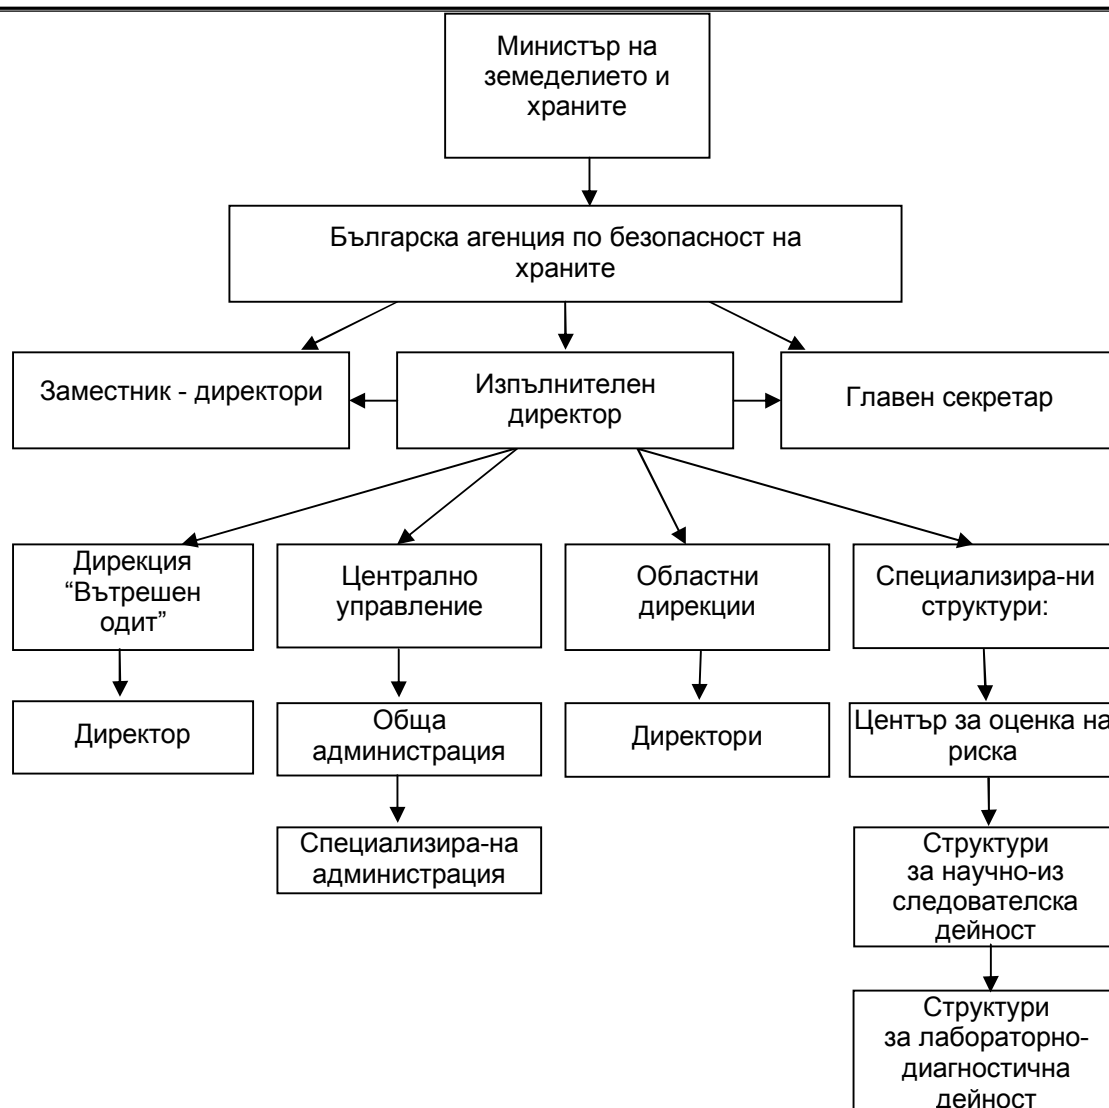 Министър на
земеделието и
храните
Българска агенция по безопасност на
храните
Заместник - директори
Изпълнителен
директор
Главен секретар
Дирекция
“Вътрешен
одит”
Централно
управление
Областни
дирекции
Специализира-ни
структури:
Директор
Обща
администрация
Директори
Център за оценка на
риска
Специализира-на
администрация
Структури
за научно-из
следователска
дейност
Структури
за лабораторно-
диагностична
дейност